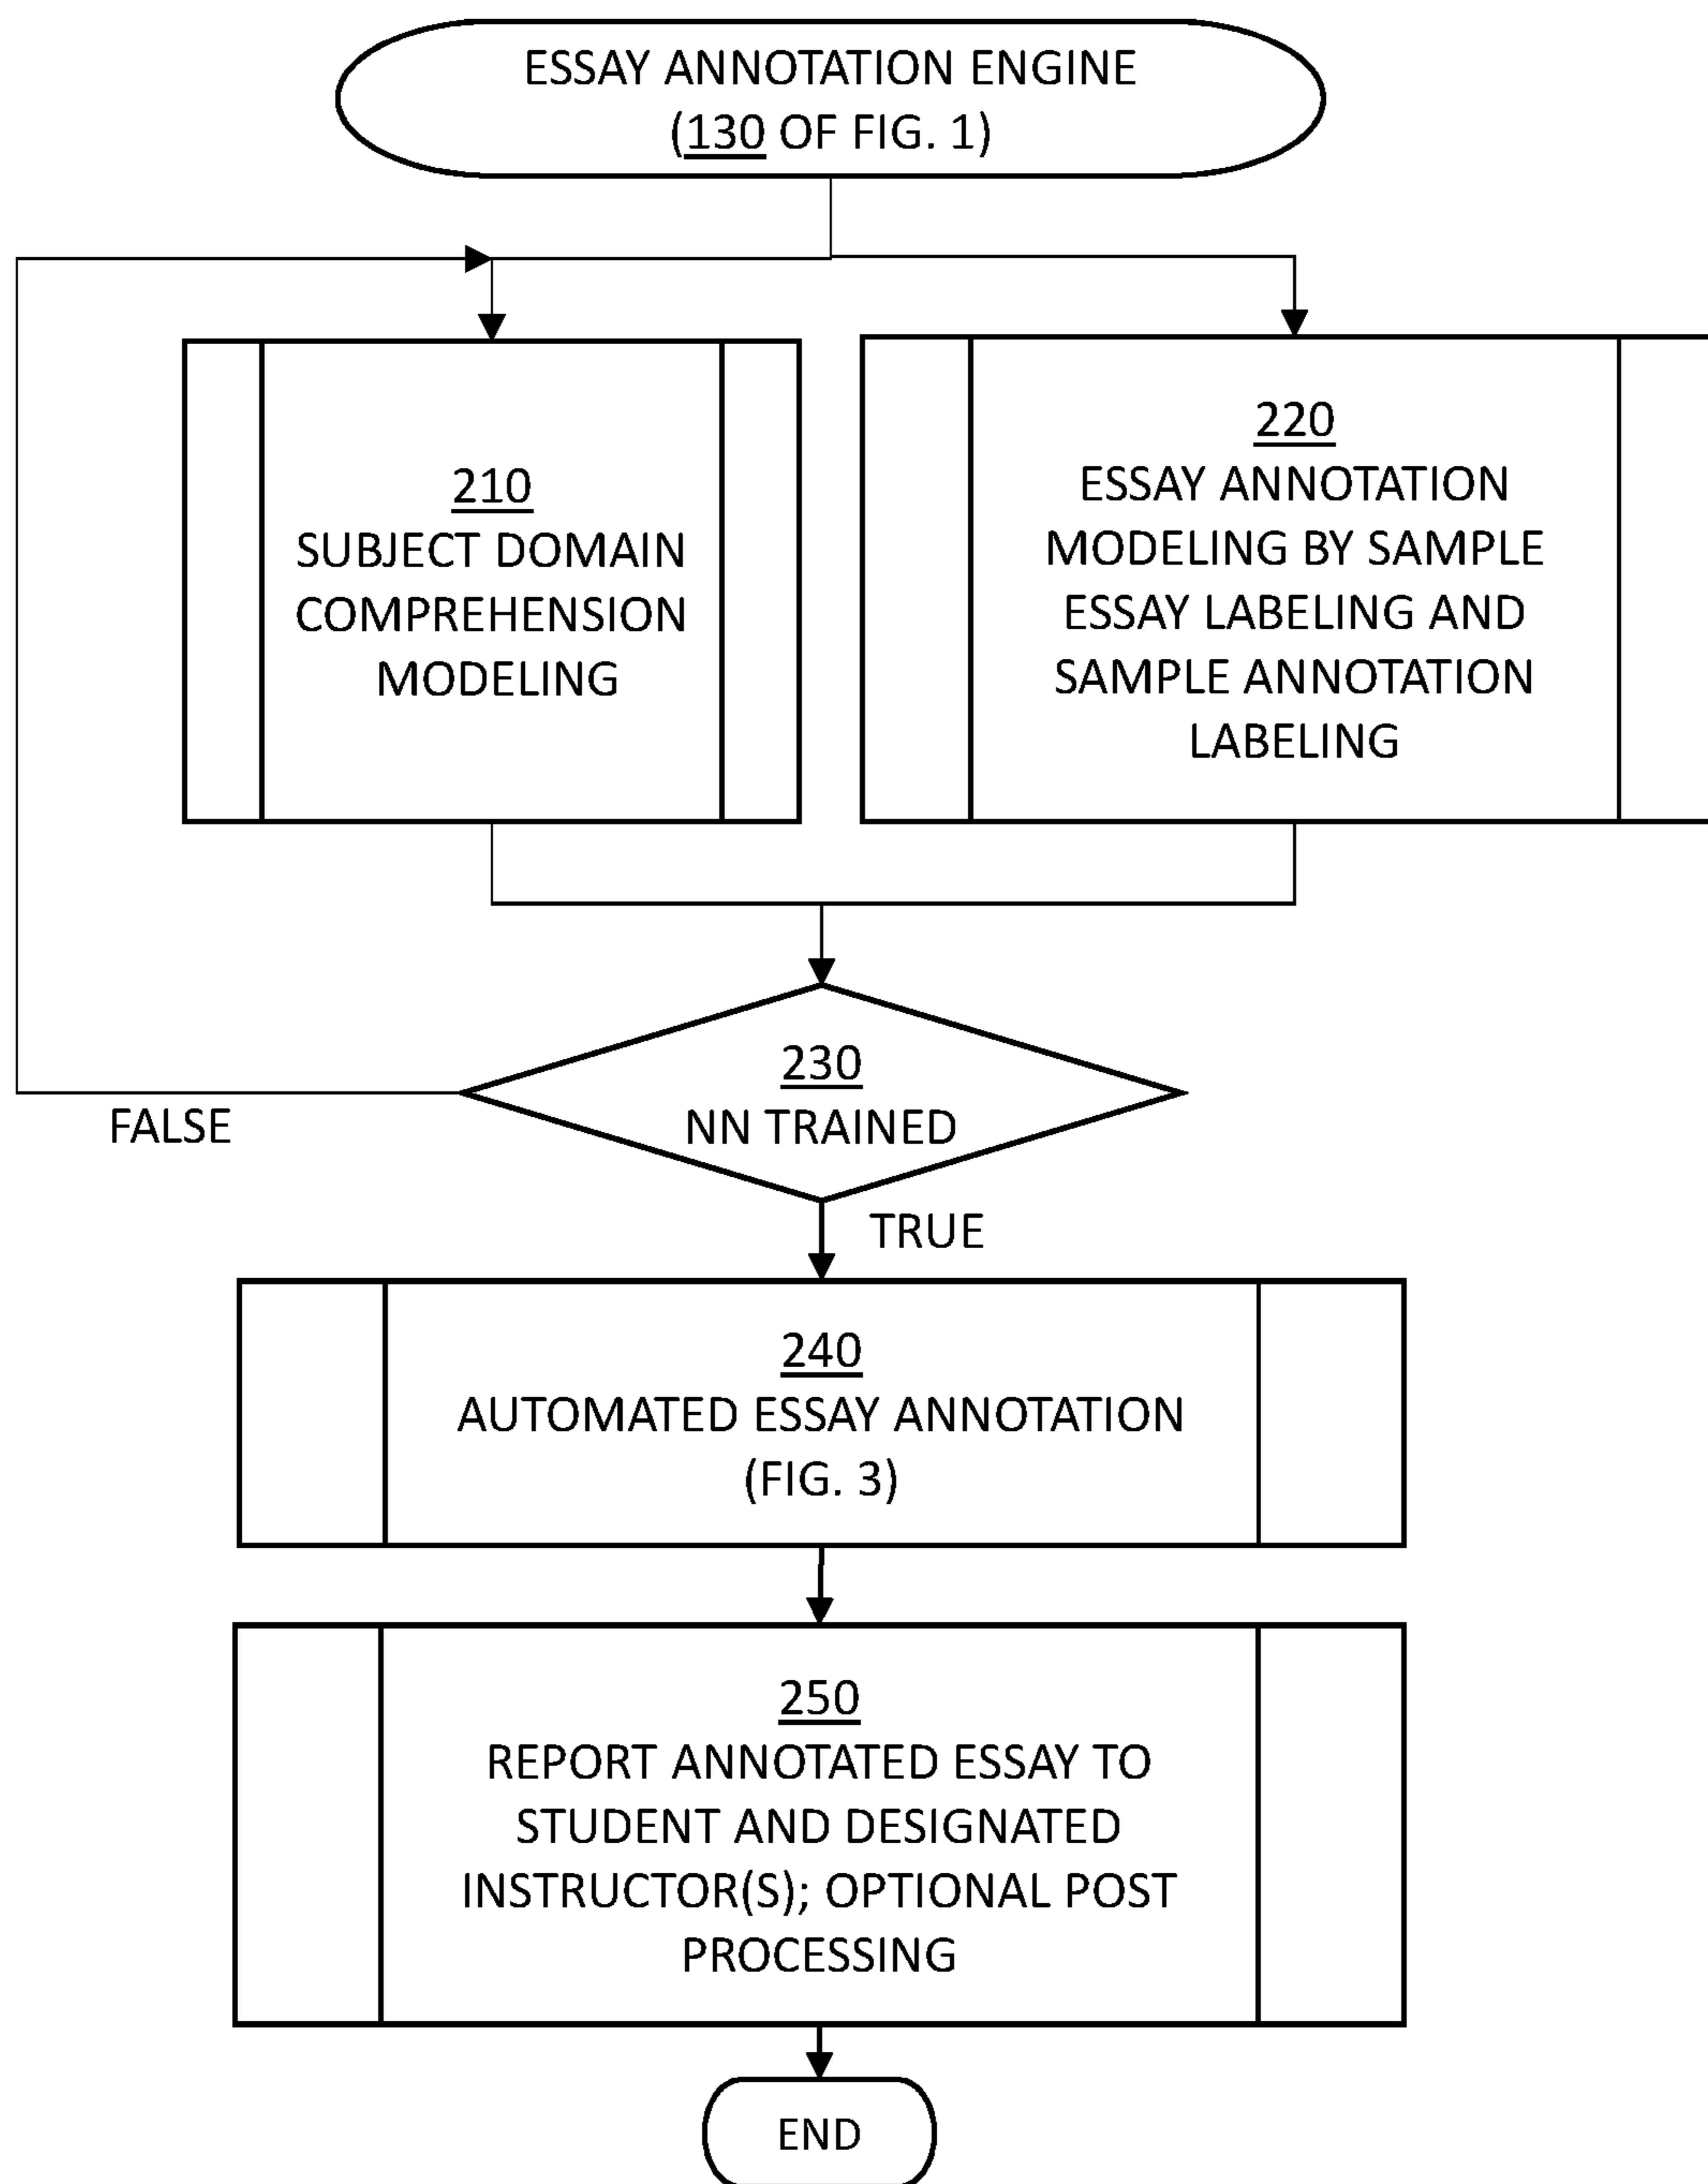 ESSAY ANNOTATION ENGINE
(130 OF FIG. 1)
210
SUBJECT DOMAIN
COMPREHENSION
MODELING
220
ESSAY ANNOTATION
MODELING BY SAMPLE
ESSAY LABELING AND
SAMPLE ANNOTATION
LABELING
230
NN TRAINED
FALSE
TRUE
240
AUTOMATED ESSAY ANNOTATION
(FIG. 3)
250
REPORT ANNOTATED ESSAY TO
STUDENT AND DESIGNATED
INSTRUCTOR(S); OPTIONAL POST
PROCESSING
END